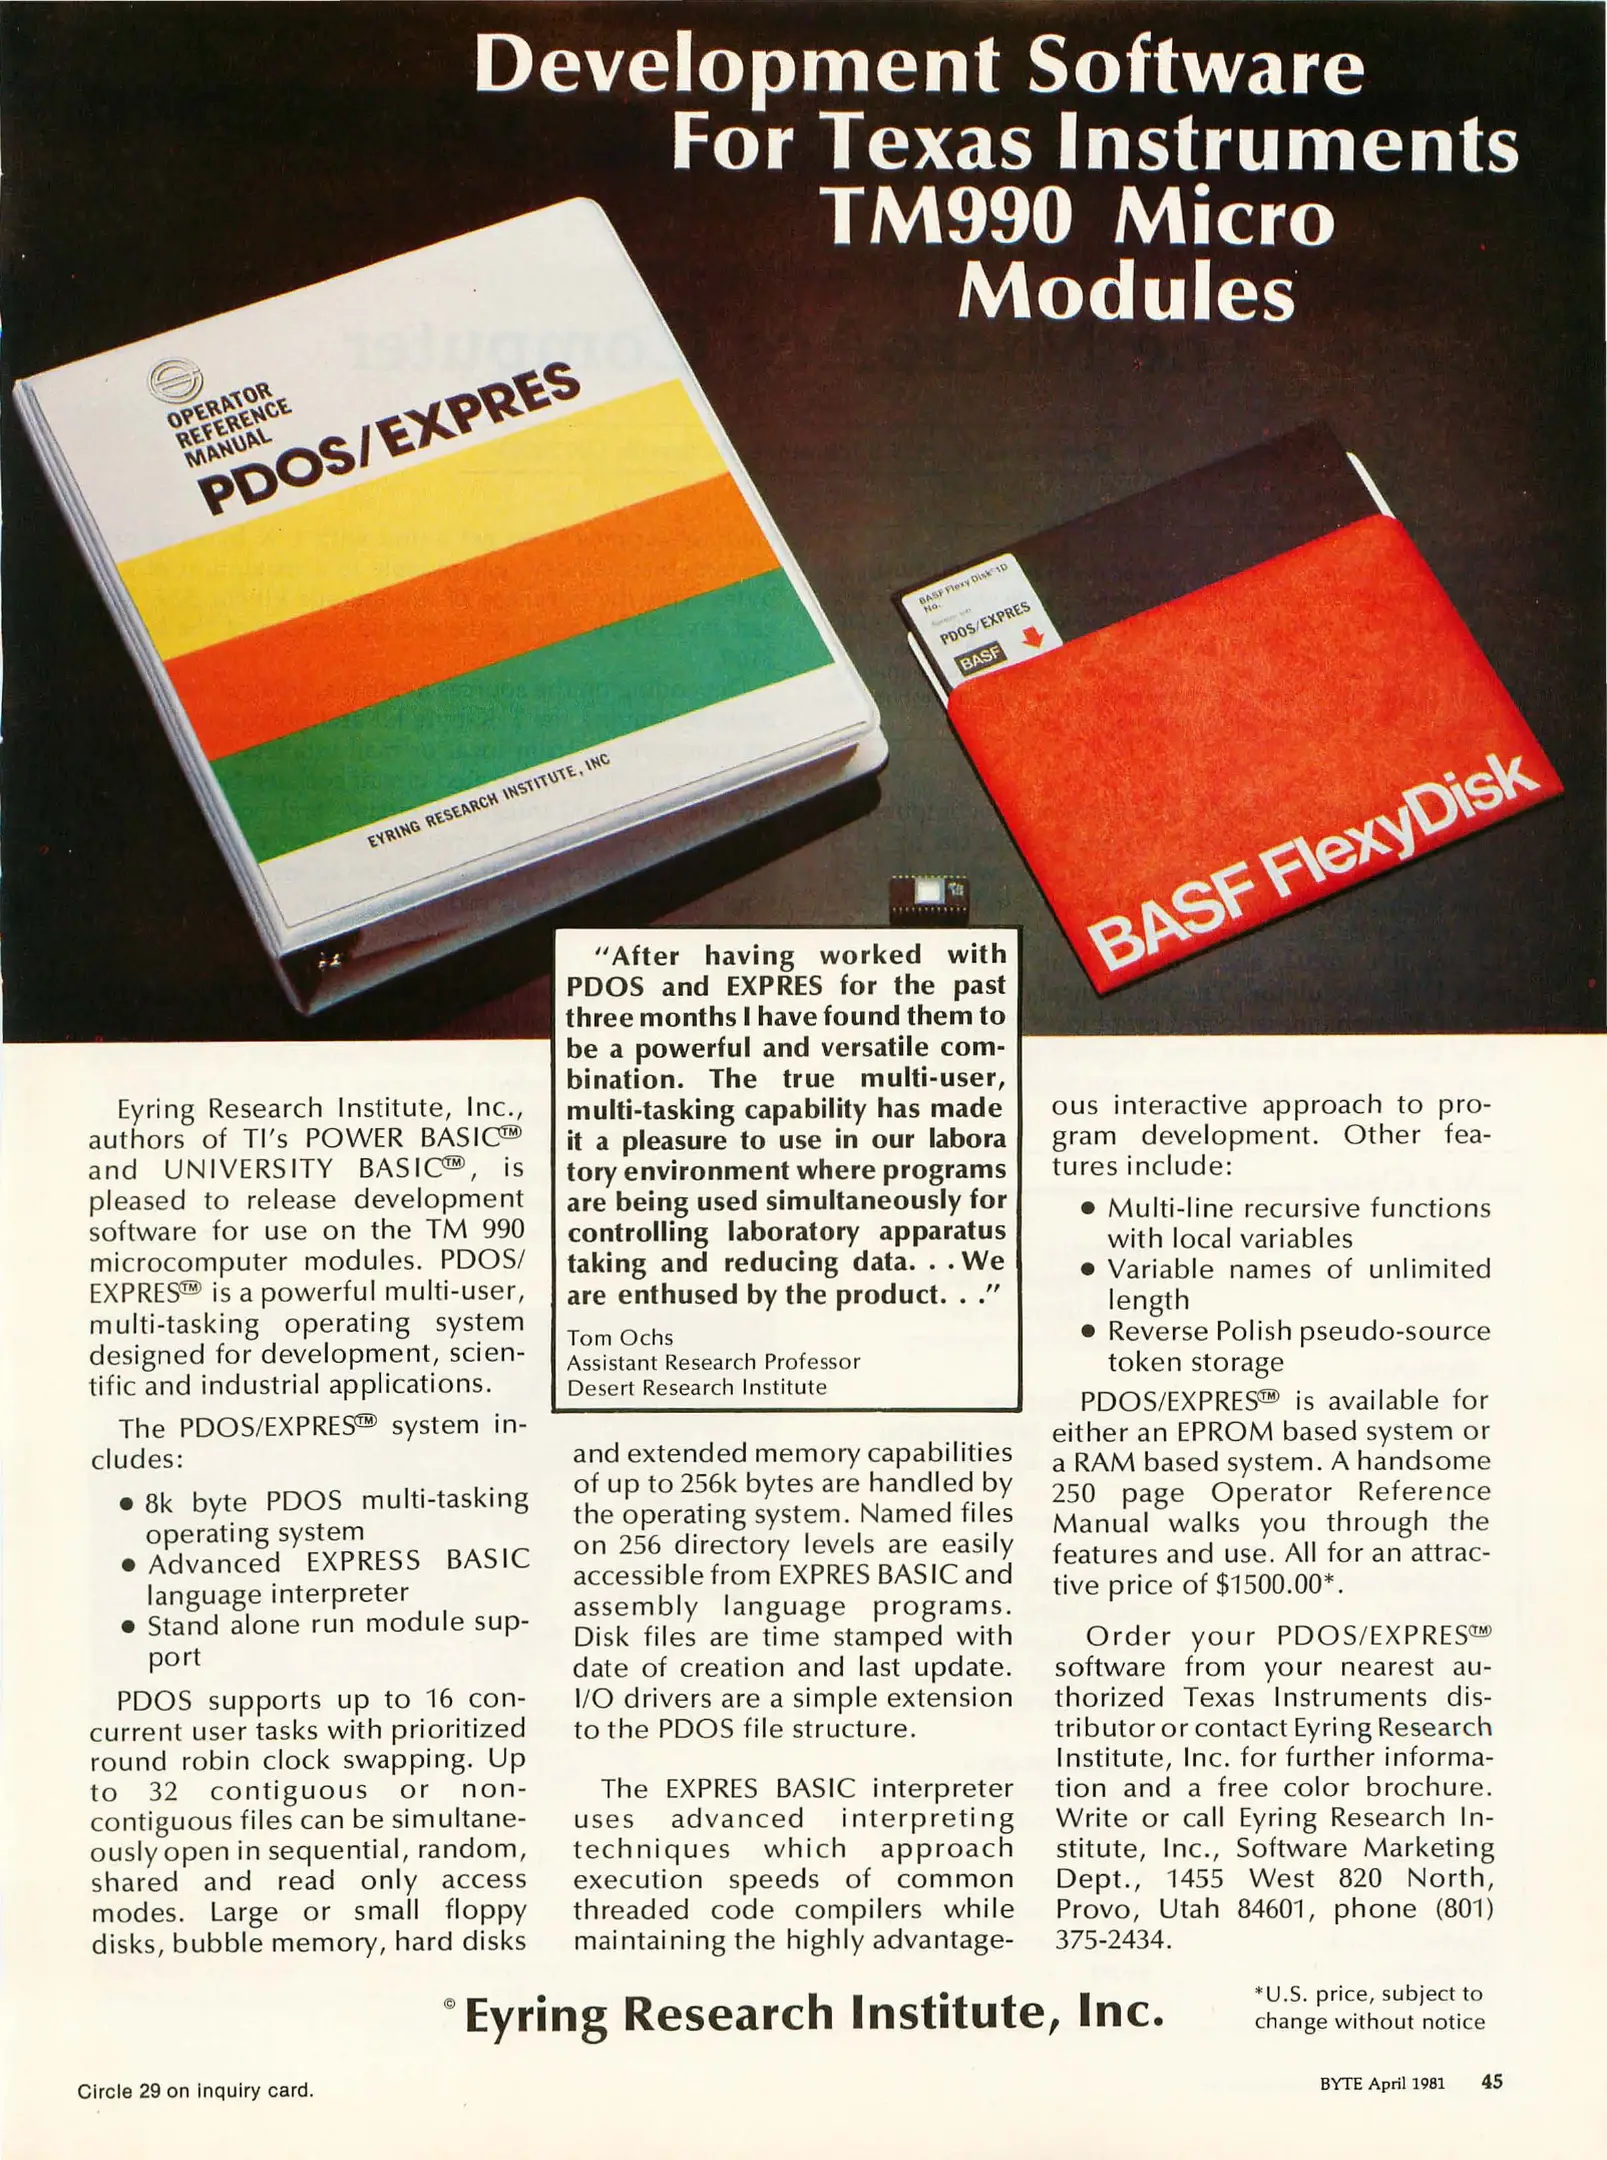 Development Software
For Texas Instruments
TM990 Micro
Modules
OPERATOR
REFERENCE
MANUAL
PDOS/EXPRES
EYRING RESEARCH INSTITUTE, INC
BASF Flexy Disk 1D
No.
PDOS/EXPRES
BASF
BASF FlexyDisk
Eyring Research Institute, Inc.,
authors of TI's POWER BASIC™
and UNIVERSITY BASIC™, is
pleased to release development
software for use on the TM 990
microcomputer modules. PDOS/
EXPRES™ is a powerful multi-user,
multi-tasking operating system
designed for development, scien-
tific and industrial applications.
The PDOS/EXPRES™ system in-
cludes:
• 8k byte PDOS multi-tasking
operating system
• Advanced EXPRESS BASIC
language interpreter
• Stand alone run module sup-
port
PDOS supports up to 16 con-
current user tasks with prioritized
round robin clock swapping. Up
to 32 contiguous or non-
contiguous files can be simultane-
ously open in sequential, random,
shared and read only access
modes. Large or small floppy
disks, bubble memory, hard disks
"After having worked with
PDOS and EXPRES for the past
three months I have found them to
be a powerful and versatile com-
bination. The true multi-user,
multi-tasking capability has made
it a pleasure to use in our labora
tory environment where programs
are being used simultaneously for
controlling laboratory apparatus
taking and reducing data. . . We
are enthused by the product. . ."
Tom Ochs
Assistant Research Professor
Desert Research Institute
and extended memory capabilities
of up to 256k bytes are handled by
the operating system. Named files
on 256 directory levels are easily
accessible from EXPRES BASIC and
assembly language programs.
Disk files are time stamped with
date of creation and last update.
I/O drivers are a simple extension
to the PDOS file structure.
The EXPRES BASIC interpreter
uses advanced interpreting
techniques which approach
execution speeds of common
threaded code compilers while
maintaining the highly advantage-
ous interactive approach to pro-
gram development. Other fea-
tures include:
• Multi-line recursive functions
with local variables
• Variable names of unlimited
length
• Reverse Polish pseudo-source
token storage
PDOS/EXPRES™ is available for
either an EPROM based system or
a RAM based system. A handsome
250 page Operator Reference
Manual walks you through the
features and use. All for an attrac-
tive price of $1500.00*.
Order your PDOS/EXPRES™
software from your nearest au-
thorized Texas Instruments dis-
tributor or contact Eyring Research
Institute, Inc. for further informa-
tion and a free color brochure.
Write or call Eyring Research In-
stitute, Inc., Software Marketing
Dept., 1455 West 820 North,
Provo, Utah 84601, phone (801)
375-2434.
© Eyring Research Institute, Inc.
*U.S. price, subject to
change without notice
Circle 29 on inquiry card.
BYTE April 1981 45